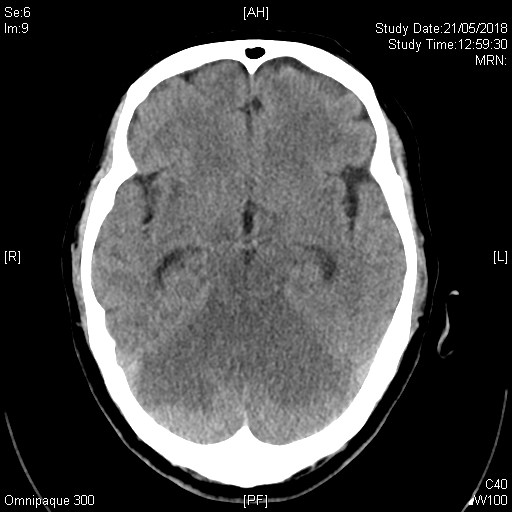 Se:6
Im:9
[AH]
Study Date:21/05/2018
Study Time:12:59:30
MRN:
[R]
[L]
Omnipaque 300
[PF]
C40
W100